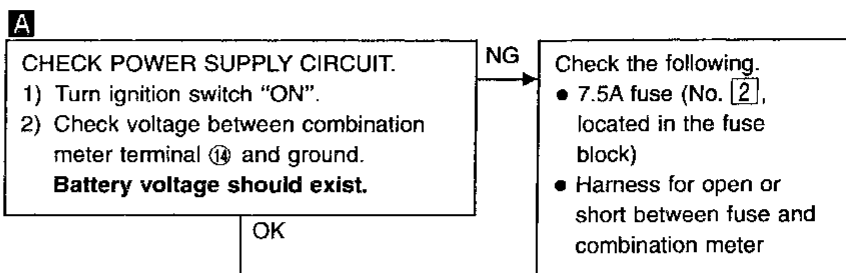 A
CHECK POWER SUPPLY CIRCUIT.
1) Turn ignition switch "ON".
2) Check voltage between combination
meter terminal ⑭ and ground.
Battery voltage should exist.
NG
Check the following.
● 7.5A fuse (No. 2,
located in the fuse
block)
● Harness for open or
short between fuse and
combination meter
OK